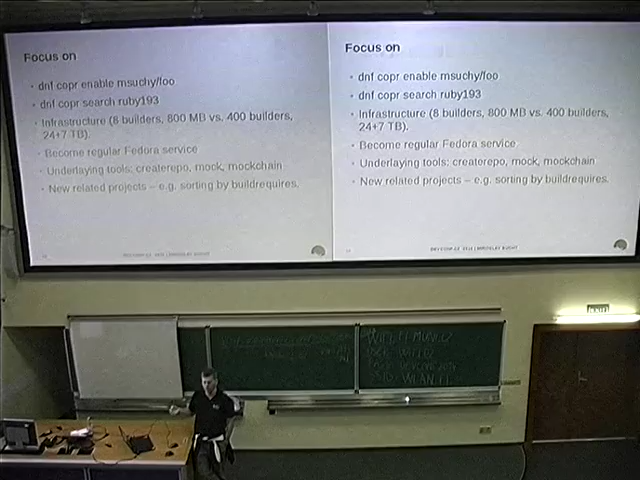 Focus on
dnf copr enable msuchy/foo
dnf copr search ruby193
Infrastructure (8 builders, 800 MB vs. 400 builders,
24+7 TB).
Become regular Fedora service
Underlaying tools: createrepo, mock, mockchain
New related projects – e.g. sorting by buildrequires.
Focus on
dnf copr enable msuchy/foo
dnf copr search ruby193
Infrastructure (8 builders, 800 MB vs. 400 builders,
24+7 TB).
Become regular Fedora service
Underlaying tools: createrepo, mock, mockchain
New related projects – e.g. sorting by buildrequires.